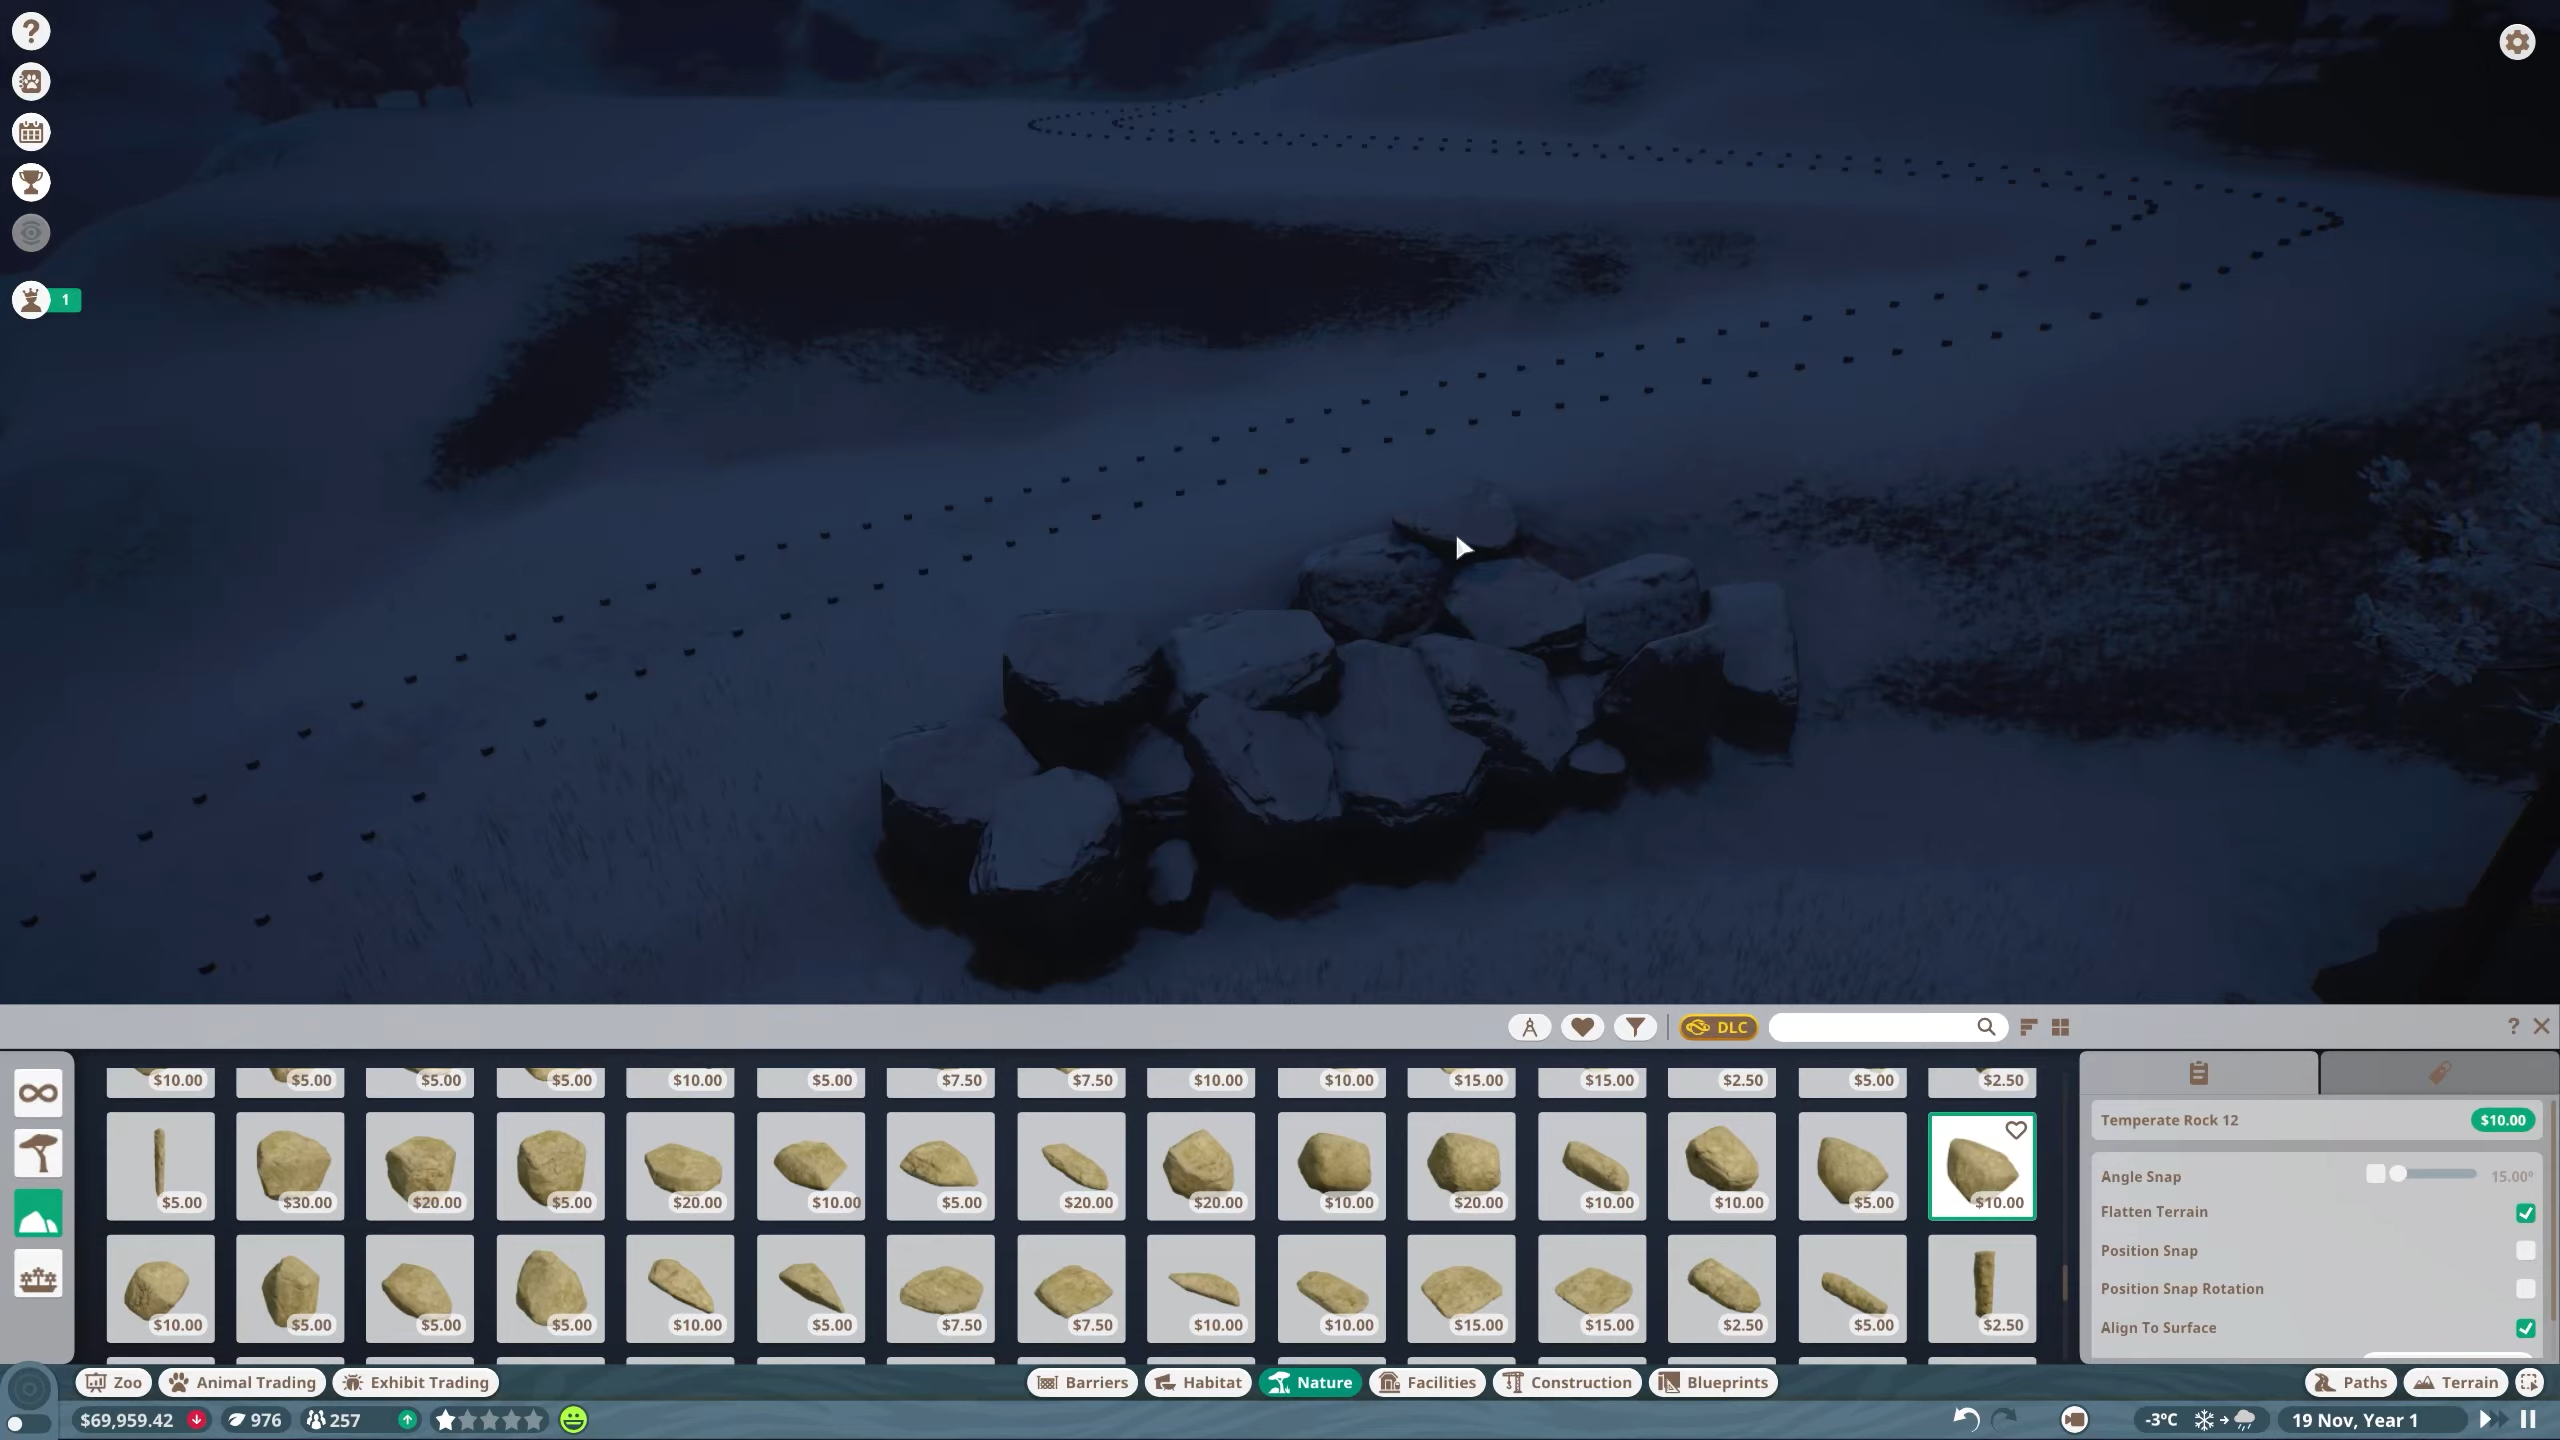 ?
1
DLC
?
$10.00 $5.00 $5.00 $5.00 $10.00 $5.00 $7.50 $7.50 $10.00 $10.00 $15.00 $15.00 $2.50 $5.00 $2.50
$5.00 $30.00 $20.00 $5.00 $20.00 $10.00 $5.00 $20.00 $20.00 $10.00 $20.00 $10.00 $10.00 $5.00 $10.00
$10.00 $5.00 $5.00 $5.00 $10.00 $5.00 $7.50 $7.50 $10.00 $10.00 $15.00 $15.00 $2.50 $5.00 $2.50
Temperate Rock 12 $10.00
Angle Snap 15.00°
Flatten Terrain
Position Snap
Position Snap Rotation
Align To Surface
Zoo Animal Trading Exhibit Trading Barriers Habitat Nature Facilities Construction Blueprints Paths Terrain
$69,959.42 976 257 -3°C 19 Nov, Year 1